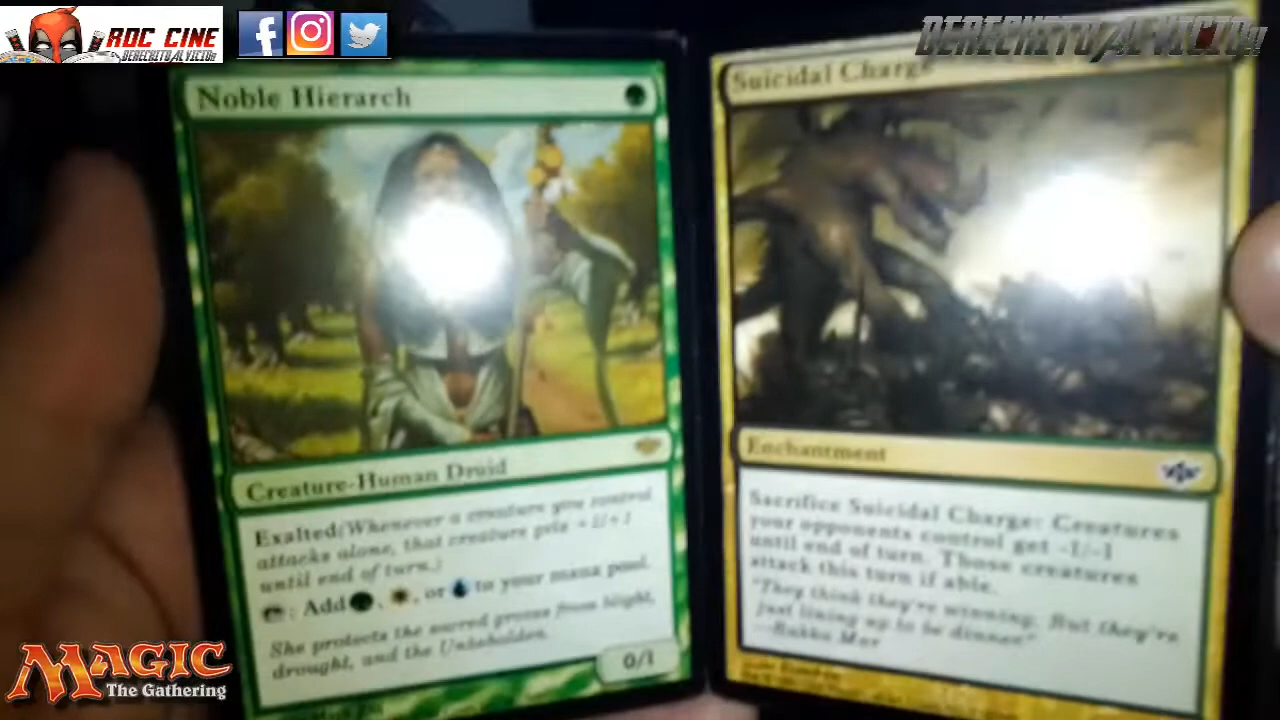 ROC CINE
DERECHITO AL VICIO!!
DERECHITO AL VICIO!!
Noble Hierarch
Creature-Human Druid
Exalted(Whenever a creature you control
attacks alone, that creature gets +1/+1
until end of turn.)
: Add , , or to your mana pool.
She protects the sacred groves from blight,
drought, and the Unbeholden.
0/1
Suicidal Charge
Enchantment
Sacrifice Suicidal Charge: Creatures
your opponents control get -1/-1
until end of turn. Those creatures
attack this turn if able.
"They think they're winning. But they're
just lining up to be dinner."
—Rakka Mar
MAGIC
The Gathering